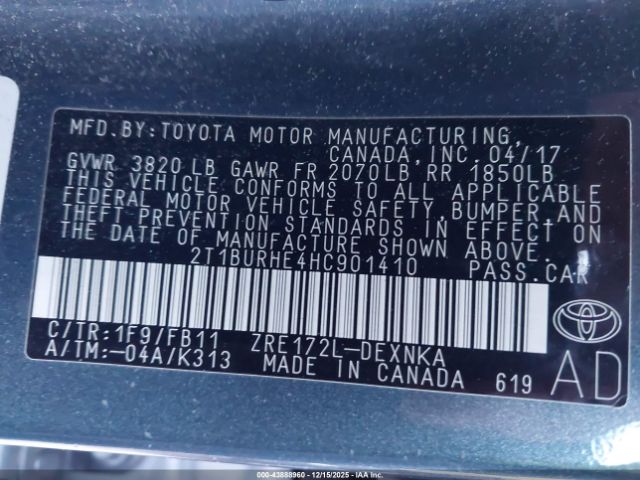 MFD.BY:TOYOTA MOTOR MANUFACTURING,
CANADA,INC. 04/17
GVWR 3820 LB GAWR FR 2070LB RR 1850LB
THIS VEHICLE CONFORMS TO ALL APPLICABLE
FEDERAL MOTOR VEHICLE SAFETY,BUMPER,AND
THEFT PREVENTION STANDARDS IN EFFECT
ON THE DATE OF MANUFACTURE SHOWN ABOVE.
2T1BURHE4HC901410 PASS.CAR
C/TR:1F9/FB11 ZRE172L-DEXNKA
A/TM:-04A/K313 MADE IN CANADA 619
AD
000-43888960 - 12/15/2025 - IAAI.COM